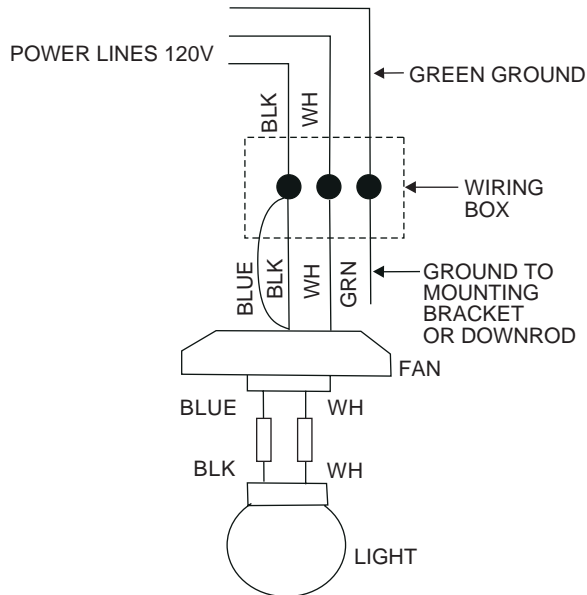 POWER LINES 120V
GREEN GROUND
BLK
WH
WIRING
BOX
BLUE
BLK
WH
GRN
GROUND TO
MOUNTING
BRACKET
OR DOWNROD
FAN
BLUE
WH
BLK
WH
LIGHT